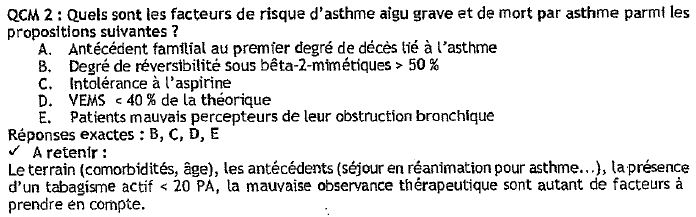 QCM 2 : Quels sont les facteurs de risque d'asthme aigu grave et de mort par asthme parmi les
propositions suivantes ?
A. Antécédent familial au premier degré de décès lié à l'asthme
B. Degré de réversibilité sous bêta-2-mimétiques > 50 %
C. Intolérance à l'aspirine
D. VEMS < 40 % de la théorique
E. Patients mauvais percepteurs de leur obstruction bronchique
Réponses exactes : B, C, D, E
✓ A retenir :
Le terrain (comorbidités, âge), les antécédents (séjour en réanimation pour asthme...), la présence
d'un tabagisme actif < 20 PA, la mauvaise observance thérapeutique sont autant de facteurs à
prendre en compte.